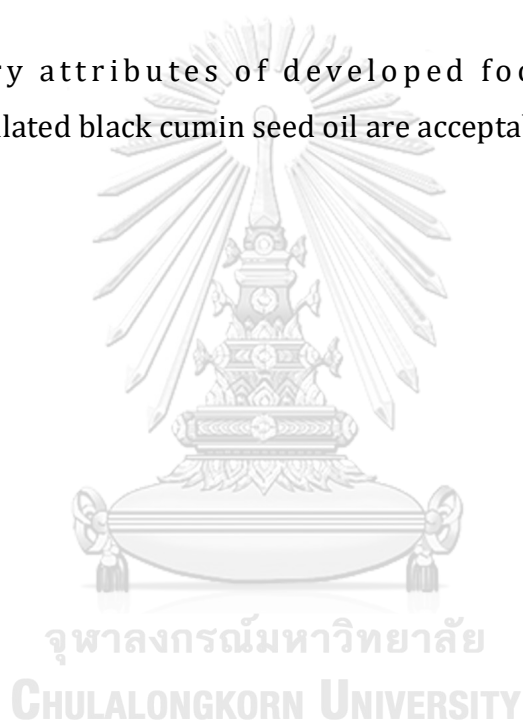 ry attributes of developed foo
lated black cumin seed oil are acceptal
จุฬาลงกรณ์มหาวิทยาลัย
CHULALONGKORN UNIVERSITY